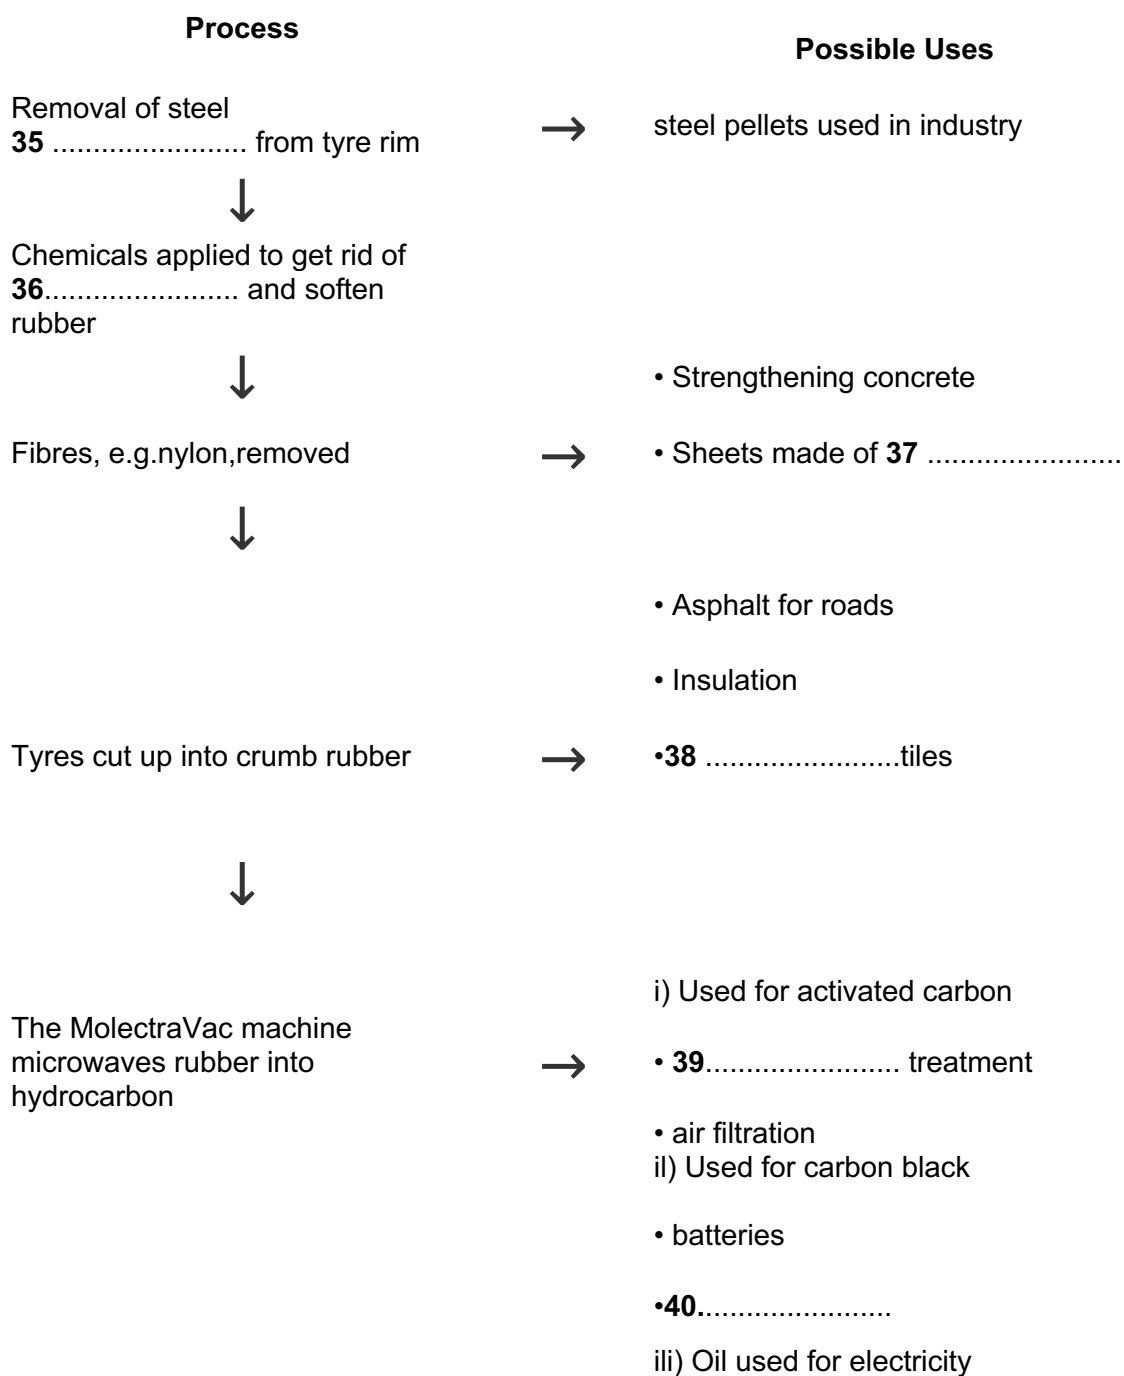 Process
Possible Uses
Removal of steel
35 ........................ from tyre rim
→
steel pellets used in industry
↓
Chemicals applied to get rid of
36........................ and soften
rubber
↓
• Strengthening concrete
Fibres, e.g.nylon,removed
→
• Sheets made of 37 ........................
↓
• Asphalt for roads
• Insulation
Tyres cut up into crumb rubber
→
•38 ........................tiles
↓
i) Used for activated carbon
The MolectraVac machine
microwaves rubber into
hydrocarbon
→
• 39........................ treatment
• air filtration
il) Used for carbon black
• batteries
•40........................
ili) Oil used for electricity